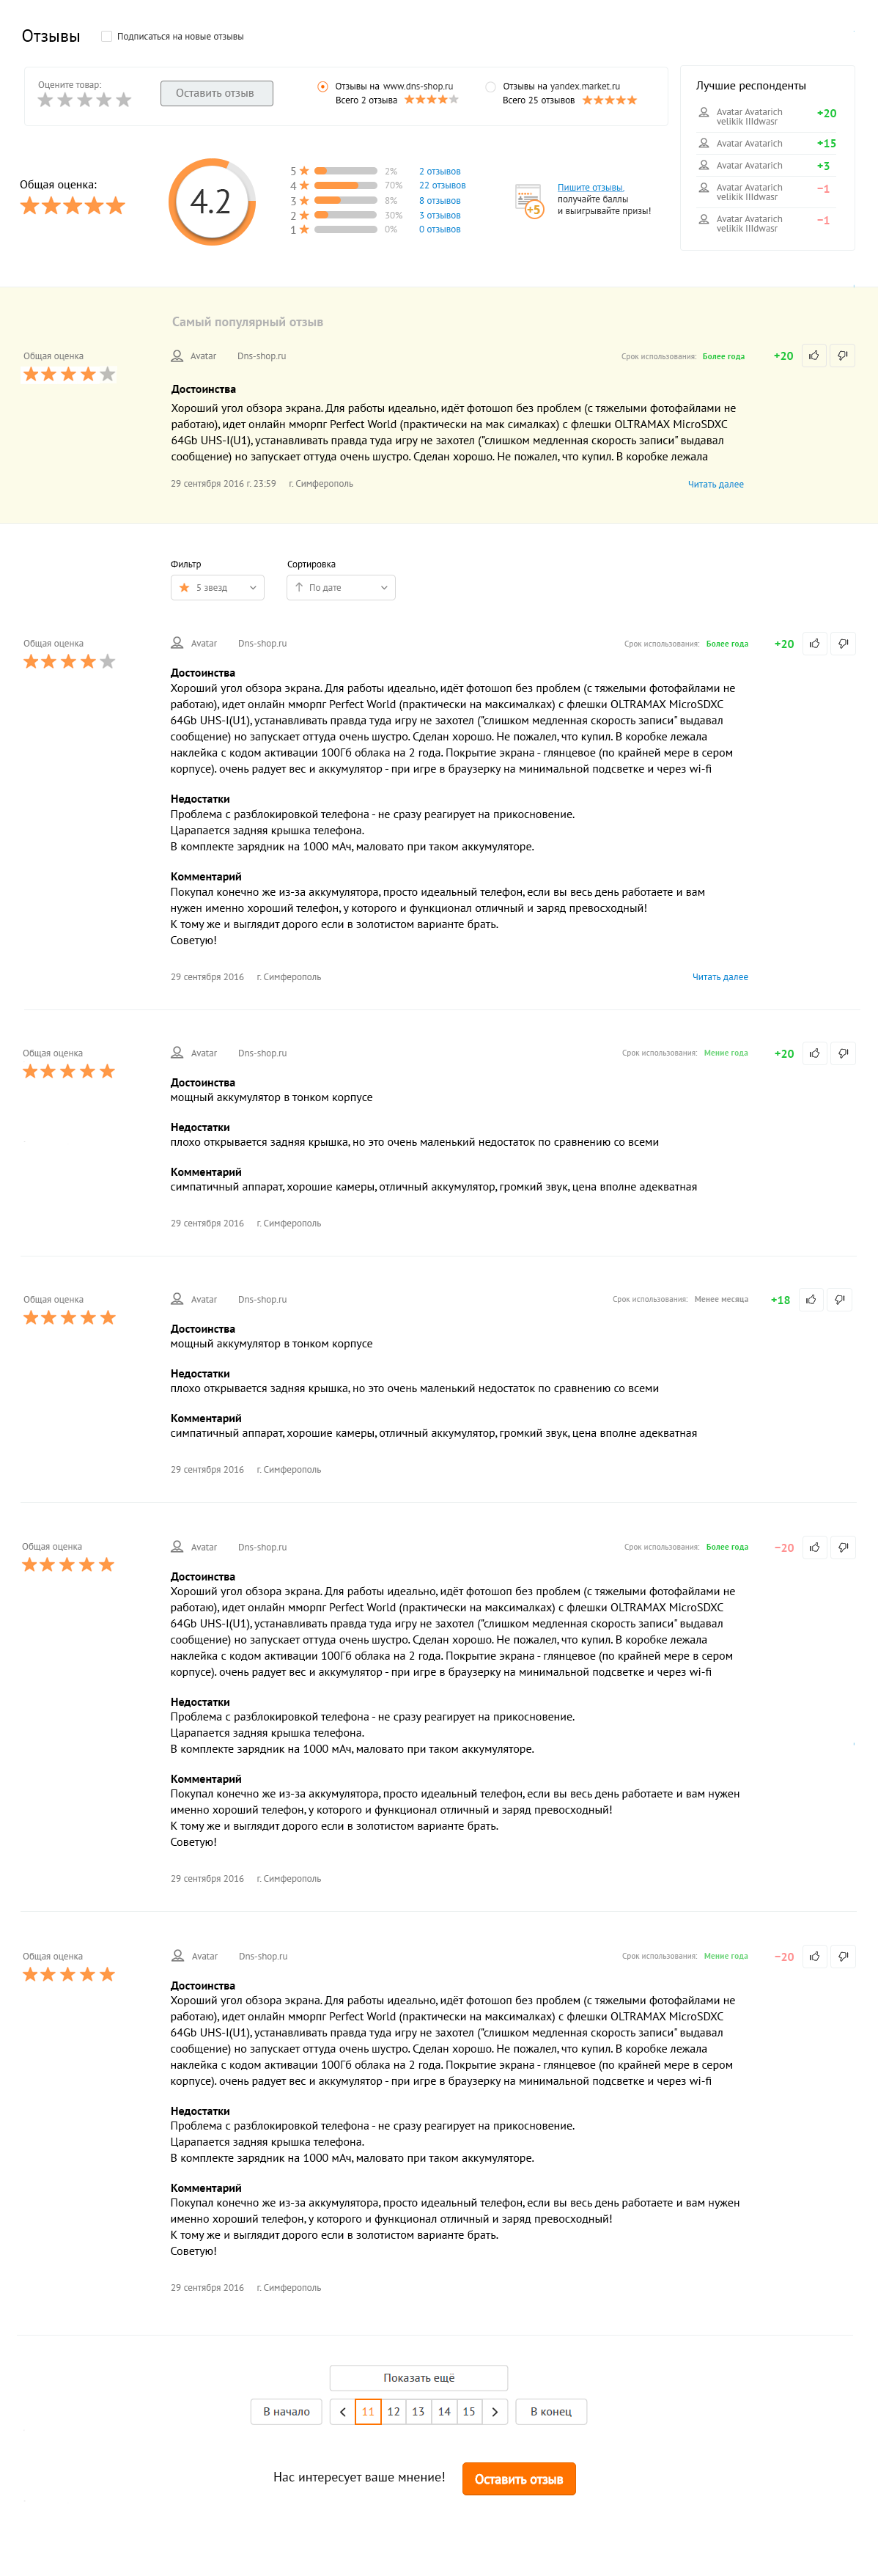 Отзывы
Подписаться на новые отзывы
Оцените товар:
Оставить отзыв
Отзывы на www.dns-shop.ru
Всего 2 отзыва
Отзывы на yandex.market.ru
Всего 25 отзывов
Лучшие респонденты
Avatar Avatarich
velikik IIIdwasr
+20
Avatar Avatarich
+15
Avatar Avatarich
+3
Avatar Avatarich
velikik IIIdwasr
−1
Avatar Avatarich
velikik IIIdwasr
−1
Общая оценка:
4.2
5 2% 2 отзывов
4 70% 22 отзывов
3 8% 8 отзывов
2 30% 3 отзывов
1 0% 0 отзывов
+5
Пишите отзывы,
получайте баллы
и выигрывайте призы!
Самый популярный отзыв
Общая оценка
Avatar Dns-shop.ru
Срок использования: Более года
+20
Достоинства
Хороший угол обзора экрана. Для работы идеально, идёт фотошоп без проблем (с тяжелыми фотофайлами не
работаю), идет онлайн мморпг Perfect World (практически на мак сималках) с флешки OLTRAMAX MicroSDXC
64Gb UHS-I(U1), устанавливать правда туда игру не захотел ("слишком медленная скорость записи" выдавал
сообщение) но запускает оттуда очень шустро. Сделан хорошо. Не пожалел, что купил. В коробке лежала
29 сентября 2016 г. 23:59 г. Симферополь
Читать далее
Фильтр
Сортировка
5 звезд
По дате
Общая оценка
Avatar Dns-shop.ru
Срок использования: Более года
+20
Достоинства
Хороший угол обзора экрана. Для работы идеально, идёт фотошоп без проблем (с тяжелыми фотофайлами не
работаю), идет онлайн мморпг Perfect World (практически на максималках) с флешки OLTRAMAX MicroSDXC
64Gb UHS-I(U1), устанавливать правда туда игру не захотел ("слишком медленная скорость записи" выдавал
сообщение) но запускает оттуда очень шустро. Сделан хорошо. Не пожалел, что купил. В коробке лежала
наклейка с кодом активации 100Гб облака на 2 года. Покрытие экрана - глянцевое (по крайней мере в сером
корпусе). очень радует вес и аккумулятор - при игре в браузерку на минимальной подсветке и через wi-fi
Недостатки
Проблема с разблокировкой телефона - не сразу реагирует на прикосновение.
Царапается задняя крышка телефона.
В комплекте зарядник на 1000 мАч, маловато при таком аккумуляторе.
Комментарий
Покупал конечно же из-за аккумулятора, просто идеальный телефон, если вы весь день работаете и вам
нужен именно хороший телефон, у которого и функционал отличный и заряд превосходный!
К тому же и выглядит дорого если в золотистом варианте брать.
Советую!
29 сентября 2016 г. Симферополь
Читать далее
Общая оценка
Avatar Dns-shop.ru
Срок использования: Мение года
+20
Достоинства
мощный аккумулятор в тонком корпусе
Недостатки
плохо открывается задняя крышка, но это очень маленький недостаток по сравнению со всеми
Комментарий
симпатичный аппарат, хорошие камеры, отличный аккумулятор, громкий звук, цена вполне адекватная
29 сентября 2016 г. Симферополь
Общая оценка
Avatar Dns-shop.ru
Срок использования: Менее месяца
+18
Достоинства
мощный аккумулятор в тонком корпусе
Недостатки
плохо открывается задняя крышка, но это очень маленький недостаток по сравнению со всеми
Комментарий
симпатичный аппарат, хорошие камеры, отличный аккумулятор, громкий звук, цена вполне адекватная
29 сентября 2016 г. Симферополь
Общая оценка
Avatar Dns-shop.ru
Срок использования: Более года
−20
Достоинства
Хороший угол обзора экрана. Для работы идеально, идёт фотошоп без проблем (с тяжелыми фотофайлами не
работаю), идет онлайн мморпг Perfect World (практически на максималках) с флешки OLTRAMAX MicroSDXC
64Gb UHS-I(U1), устанавливать правда туда игру не захотел ("слишком медленная скорость записи" выдавал
сообщение) но запускает оттуда очень шустро. Сделан хорошо. Не пожалел, что купил. В коробке лежала
наклейка с кодом активации 100Гб облака на 2 года. Покрытие экрана - глянцевое (по крайней мере в сером
корпусе). очень радует вес и аккумулятор - при игре в браузерку на минимальной подсветке и через wi-fi
Недостатки
Проблема с разблокировкой телефона - не сразу реагирует на прикосновение.
Царапается задняя крышка телефона.
В комплекте зарядник на 1000 мАч, маловато при таком аккумуляторе.
Комментарий
Покупал конечно же из-за аккумулятора, просто идеальный телефон, если вы весь день работаете и вам нужен
именно хороший телефон, у которого и функционал отличный и заряд превосходный!
К тому же и выглядит дорого если в золотистом варианте брать.
Советую!
29 сентября 2016 г. Симферополь
Общая оценка
Avatar Dns-shop.ru
Срок использования: Мение года
−20
Достоинства
Хороший угол обзора экрана. Для работы идеально, идёт фотошоп без проблем (с тяжелыми фотофайлами не
работаю), идет онлайн мморпг Perfect World (практически на максималках) с флешки OLTRAMAX MicroSDXC
64Gb UHS-I(U1), устанавливать правда туда игру не захотел ("слишком медленная скорость записи" выдавал
сообщение) но запускает оттуда очень шустро. Сделан хорошо. Не пожалел, что купил. В коробке лежала
наклейка с кодом активации 100Гб облака на 2 года. Покрытие экрана - глянцевое (по крайней мере в сером
корпусе). очень радует вес и аккумулятор - при игре в браузерку на минимальной подсветке и через wi-fi
Недостатки
Проблема с разблокировкой телефона - не сразу реагирует на прикосновение.
Царапается задняя крышка телефона.
В комплекте зарядник на 1000 мАч, маловато при таком аккумуляторе.
Комментарий
Покупал конечно же из-за аккумулятора, просто идеальный телефон, если вы весь день работаете и вам нужен
именно хороший телефон, у которого и функционал отличный и заряд превосходный!
К тому же и выглядит дорого если в золотистом варианте брать.
Советую!
29 сентября 2016 г. Симферополь
Показать ещё
В начало 11 12 13 14 15 В конец
Нас интересует ваше мнение! Оставить отзыв